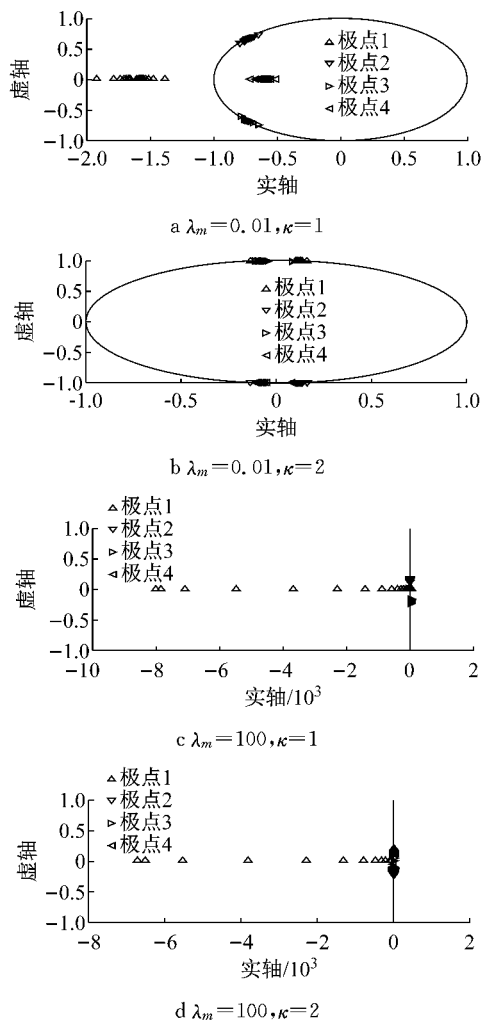 1.0
0.5
0
-0.5
-1.0
虚轴
极点1
极点2
极点3
极点4
-2.0 -1.5 -1.0 -0.5 0 0.5 1.0
实轴
a λm=0.01,κ=1
1.0
0.5
0
-0.5
-1.0
虚轴
极点1
极点2
极点3
极点4
-1 -0.5 0 0.5 1.0
实轴
b λm=0.01,κ=2
极点1
极点2
极点3
极点4
1.0
0.5
0
-0.5
-1.0
虚轴
-10 -8 -6 -4 -2 0 2
实轴/10³
c λm=100,κ=1
极点1
极点2
极点3
极点4
1.0
0.5
0
-0.5
-1.0
虚轴
-8 -6 -4 -2 0 2
实轴/10³
d λm=100,κ=2